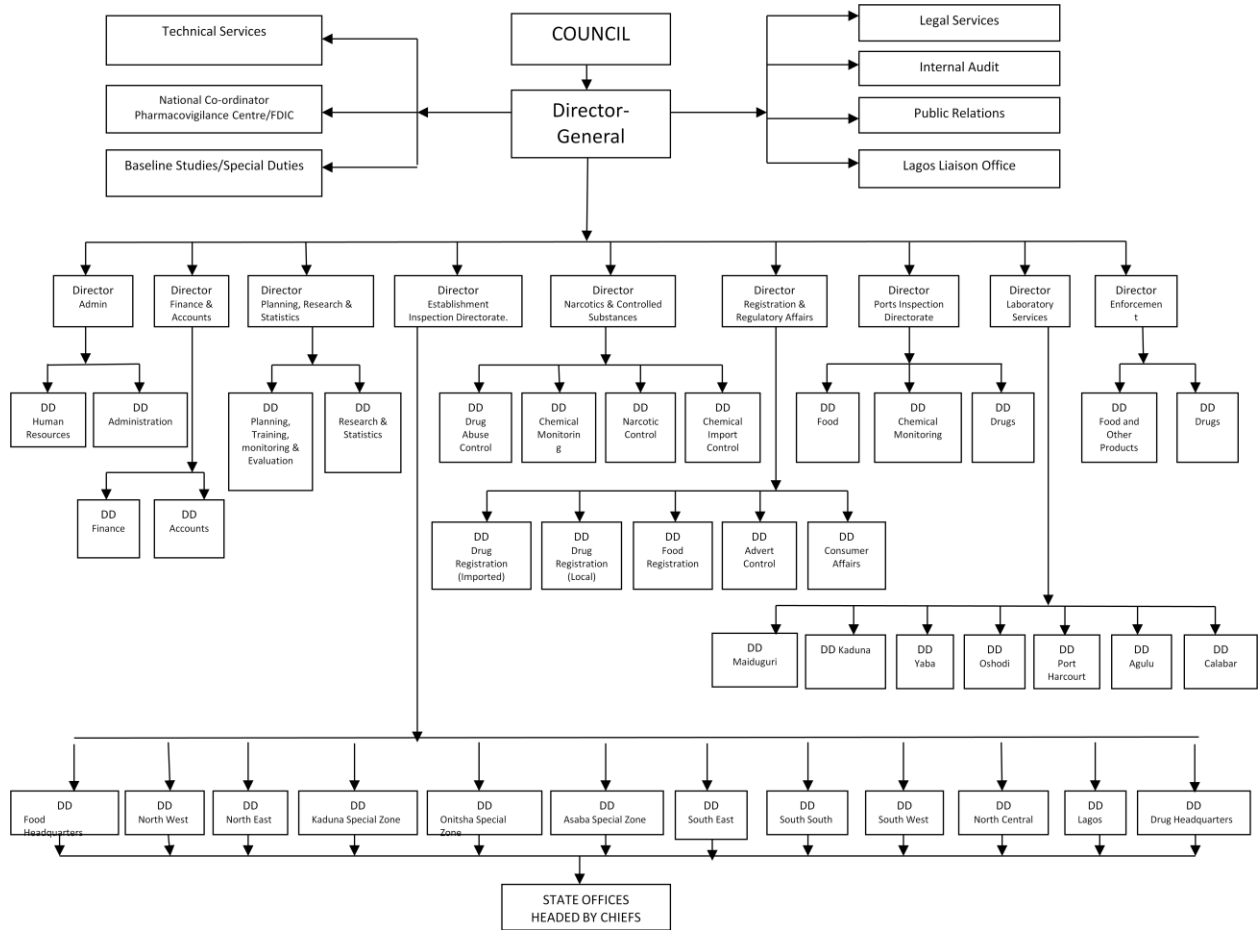 Technical Services
COUNCIL
Legal Services
Internal Audit
National Co-ordinator
Pharmacovigilance Centre/FDIC
Director-
General
Public Relations
Baseline Studies/Special Duties
Lagos Liaison Office
Director
Admin
Director
Finance &
Accounts
Director
Planning, Research &
Statistics
Director
Establishment
Inspection Directorate.
Director
Narcotics & Controlled
Substances
Director
Registration &
Regulatory Affairs
Director
Ports Inspection
Directorate
Director
Laboratory
Services
Director
Enforcemen
t
DD
Human
Resources
DD
Administration
DD
Planning,
Training,
monitoring &
Evaluation
DD
Research &
Statistics
DD
Drug
Abuse
Control
DD
Chemical
Monitorin
g
DD
Narcotic
Control
DD
Chemical
Import
Control
DD
Food
DD
Chemical
Monitoring
DD
Drugs
DD
Food and
Other
Products
DD
Drugs
DD
Finance
DD
Accounts
DD
Drug
Registration
(Imported)
DD
Drug
Registration
(Local)
DD
Food
Registration
DD
Advert
Control
DD
Consumer
Affairs
DD
Maiduguri
DD Kaduna
DD
Yaba
DD
Oshodi
DD
Port
Harcourt
DD
Agulu
DD
Calabar
DD
Food
Headquarters
DD
North West
DD
North East
DD
Kaduna Special Zone
DD
Onitsha Special
Zone
DD
Asaba Special Zone
DD
South East
DD
South South
DD
South West
DD
North Central
DD
Lagos
DD
Drug Headquarters
STATE OFFICES
HEADED BY CHIEFS